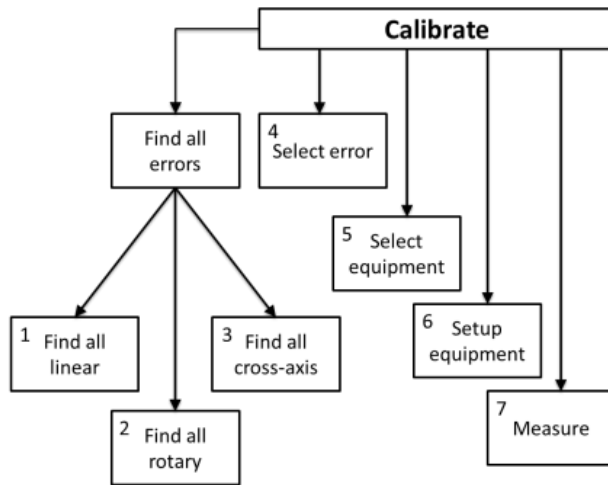 Calibrate
Find all
errors
4
Select error
5
Select
equipment
1
Find all
linear
3
Find all
cross-axis
6
Setup
equipment
2
Find all
rotary
7
Measure